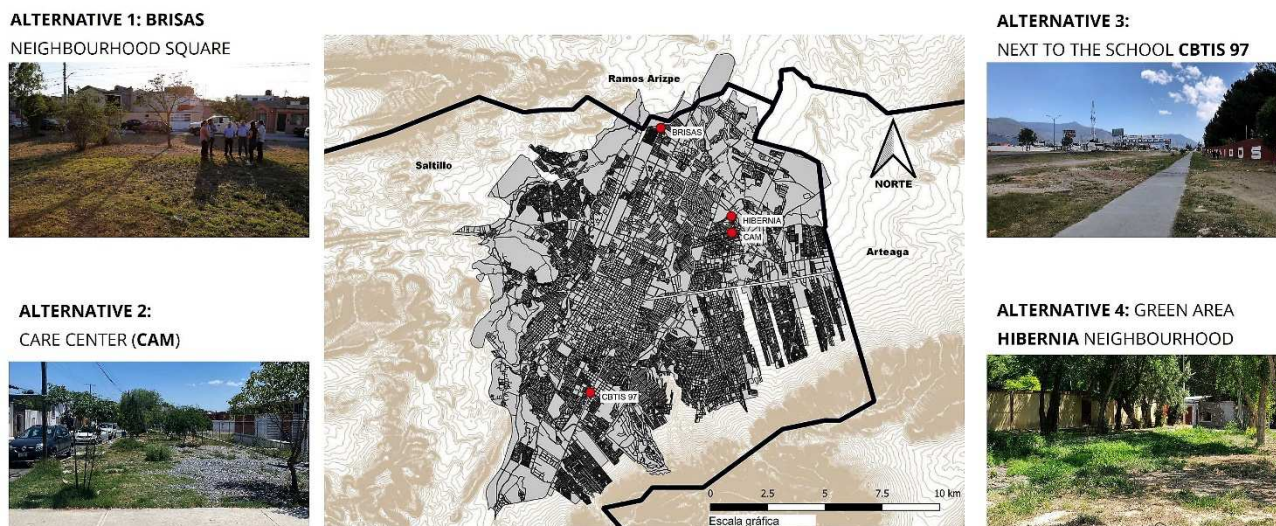 ALTERNATIVE 1: BRISAS
NEIGHBOURHOOD SQUARE
ALTERNATIVE 2:
CARE CENTER (CAM)
Ramos Arizpe
BRISAS
Saltillo
NORTE
HIBERNIA
CAM
Arteaga
CBTIS 97
0 2.5 5 7.5 10 km
Escala gráfica
ALTERNATIVE 3:
NEXT TO THE SCHOOL CBTIS 97
ALTERNATIVE 4: GREEN AREA
HIBERNIA NEIGHBOURHOOD